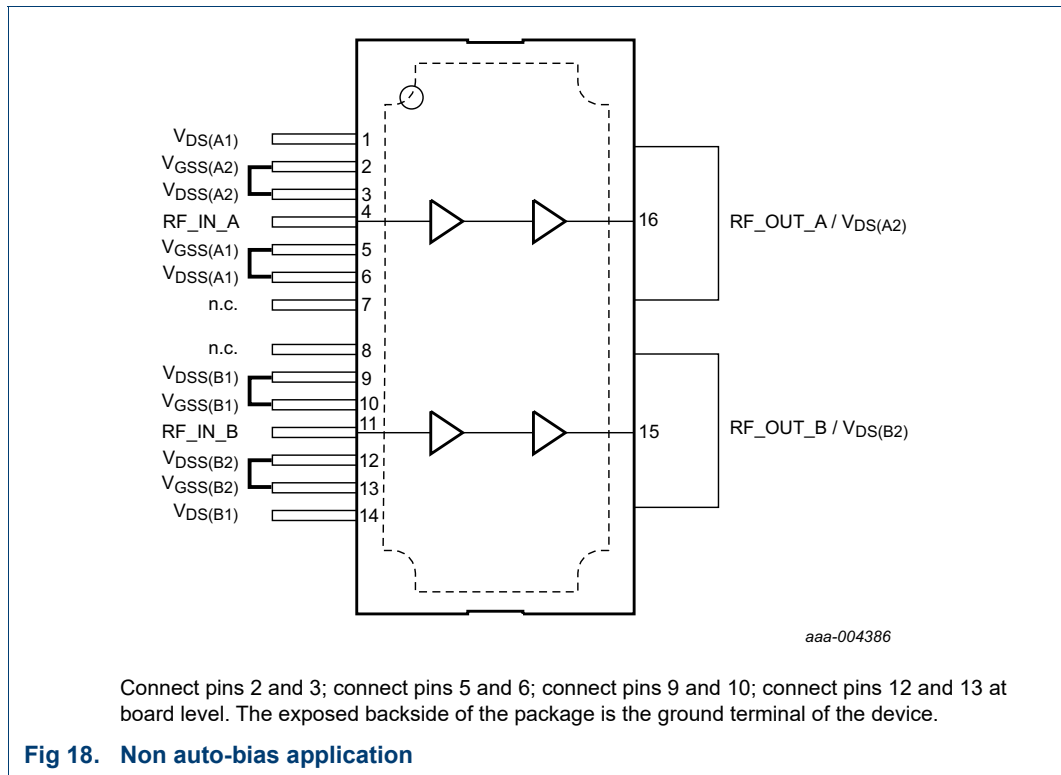 V_DS(A1) 1
V_GSS(A2) 2
V_DSS(A2) 3
RF_IN_A 4
V_GSS(A1) 5
V_DSS(A1) 6
n.c. 7
n.c. 8
V_DSS(B1) 9
V_GSS(B1) 10
RF_IN_B 11
V_DSS(B2) 12
V_GSS(B2) 13
V_DS(B1) 14
16 RF_OUT_A / V_DS(A2)
15 RF_OUT_B / V_DS(B2)
aaa-004386
Connect pins 2 and 3; connect pins 5 and 6; connect pins 9 and 10; connect pins 12 and 13 at
board level. The exposed backside of the package is the ground terminal of the device.
Fig 18. Non auto-bias application